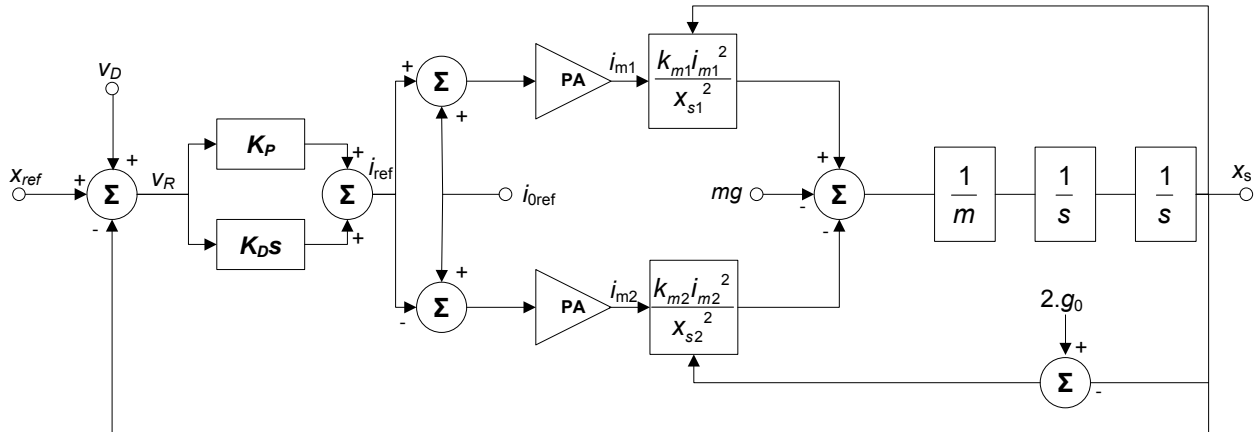 v_D
x_ref
+
+
-
Σ
v_R
K_P
K_D s
+
+
Σ
i_ref
+
+
Σ
i_0ref
+
-
Σ
PA
i_m1
k_m1 i_m1^2
x_s1^2
PA
i_m2
k_m2 i_m2^2
x_s2^2
mg
+
-
-
Σ
1
m
1
s
1
s
x_s
2.g_0
+
-
Σ